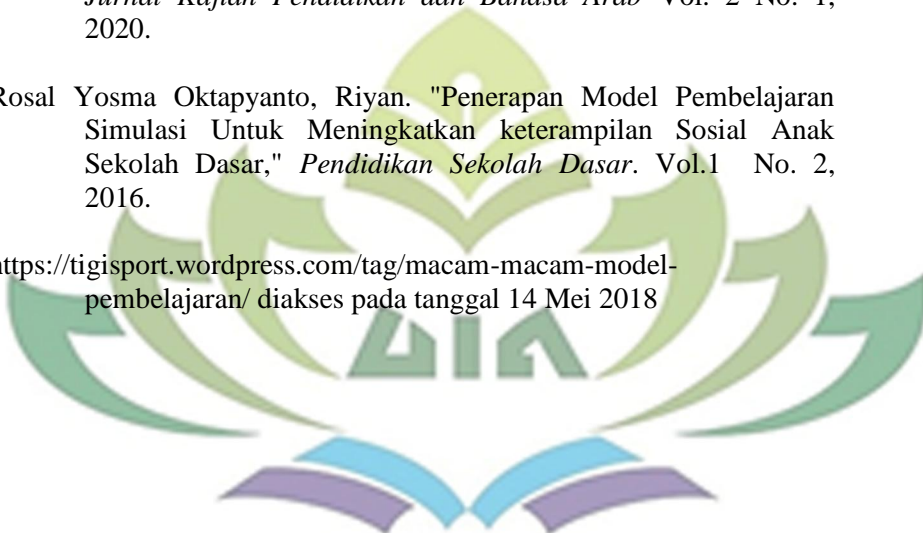 Jurnal Kajian Pendidikan dan Bahasa Arab Vol. 2 No. 1,
2020.
Rosal Yosma Oktapyanto, Riyan. "Penerapan Model Pembelajaran
Simulasi Untuk Meningkatkan keterampilan Sosial Anak
Sekolah Dasar," Pendidikan Sekolah Dasar. Vol.1 No. 2,
2016.
https://tigisport.wordpress.com/tag/macam-macam-model-
pembelajaran/ diakses pada tanggal 14 Mei 2018
UIN